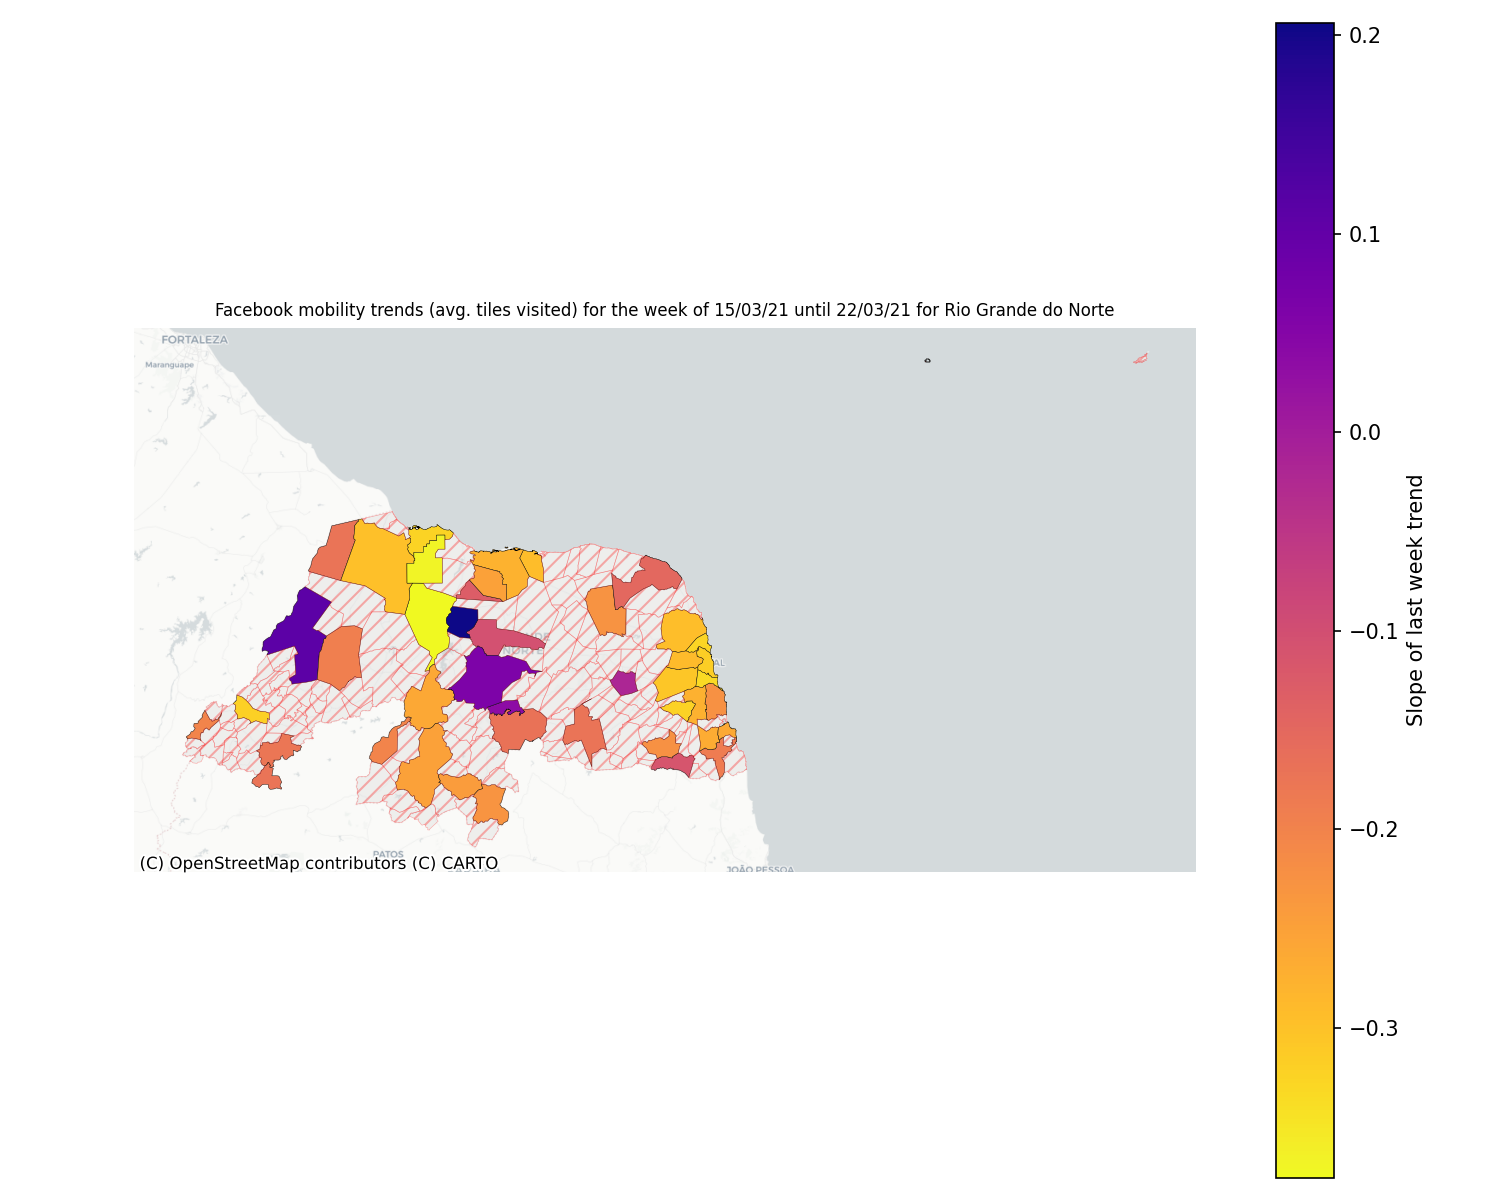 Facebook mobility trends (avg. tiles visited) for the week of 15/03/21 until 22/03/21 for Rio Grande do Norte
FORTALEZA
Maranguape
NORTE
PATOS
JOÃO PESSOA
(C) OpenStreetMap contributors (C) CARTO
0.2
0.1
0.0
−0.1
−0.2
−0.3
Slope of last week trend